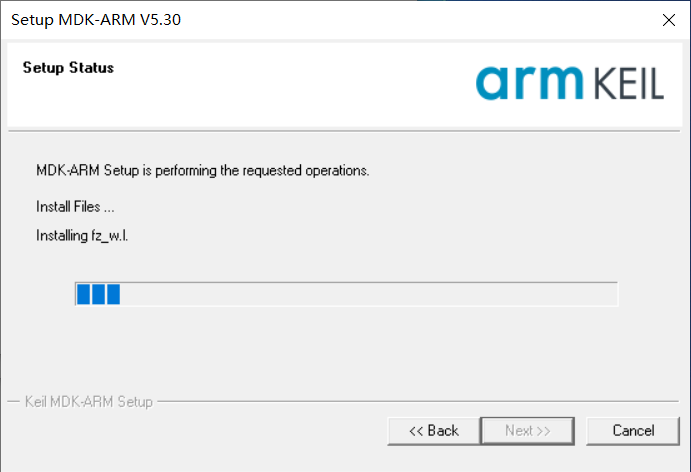 Setup MDK-ARM V5.30
Setup Status
arm KEIL
MDK-ARM Setup is performing the requested operations.
Install Files ...
Installing fz_w.l.
Keil MDK-ARM Setup
<< Back
Next >>
Cancel